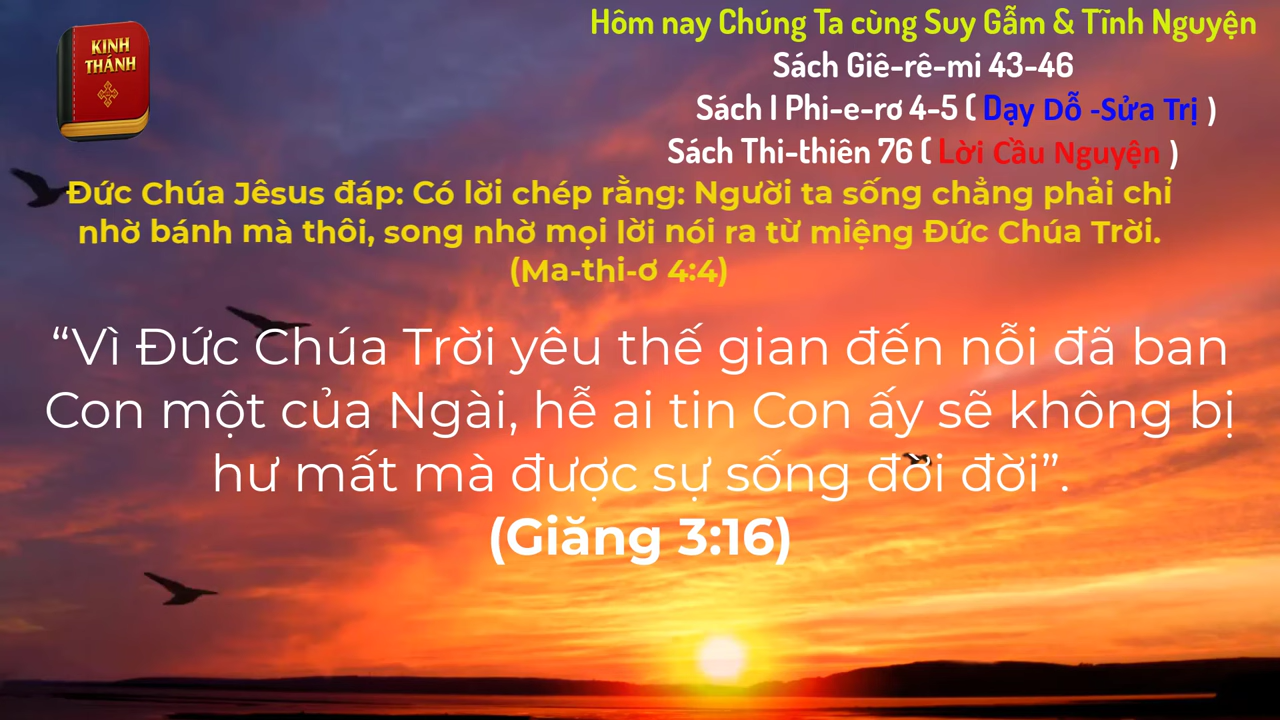 KINH
THÁNH
Hôm nay Chúng Ta cùng Suy Gẫm & Tĩnh Nguyện
Sách Giê-rê-mi 43-46
Sách I Phi-e-rơ 4-5 ( Dạy Dỗ -Sửa Trị )
Sách Thi-thiên 76 ( Lời Cầu Nguyện )
Đức Chúa Jêsus đáp: Có lời chép rằng: Người ta sống chẳng phải chỉ
nhờ bánh mà thôi, song nhờ mọi lời nói ra từ miệng Đức Chúa Trời.
(Ma-thi-ơ 4:4)
“Vì Đức Chúa Trời yêu thế gian đến nỗi đã ban
Con một của Ngài, hễ ai tin Con ấy sẽ không bị
hư mất mà được sự sống đời đời”.
(Giăng 3:16)